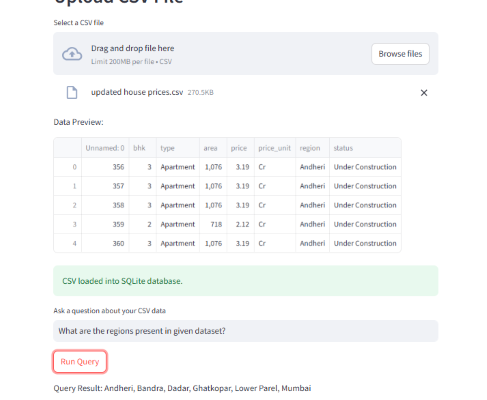 Upload CSV File
Select a CSV file
Drag and drop file here
Limit 200MB per file • CSV
Browse files
updated house prices.csv 270.5KB
Data Preview:
Unnamed: 0 bhk type area price price_unit region status
0 356 3 Apartment 1,076 3.19 Cr Andheri Under Construction
1 357 3 Apartment 1,076 3.19 Cr Andheri Under Construction
2 358 3 Apartment 1,076 3.19 Cr Andheri Under Construction
3 359 2 Apartment 718 2.12 Cr Andheri Under Construction
4 360 3 Apartment 1,076 3.19 Cr Andheri Under Construction
CSV loaded into SQLite database.
Ask a question about your CSV data
What are the regions present in given dataset?
Run Query
Query Result: Andheri, Bandra, Dadar, Ghatkopar, Lower Parel, Mumbai